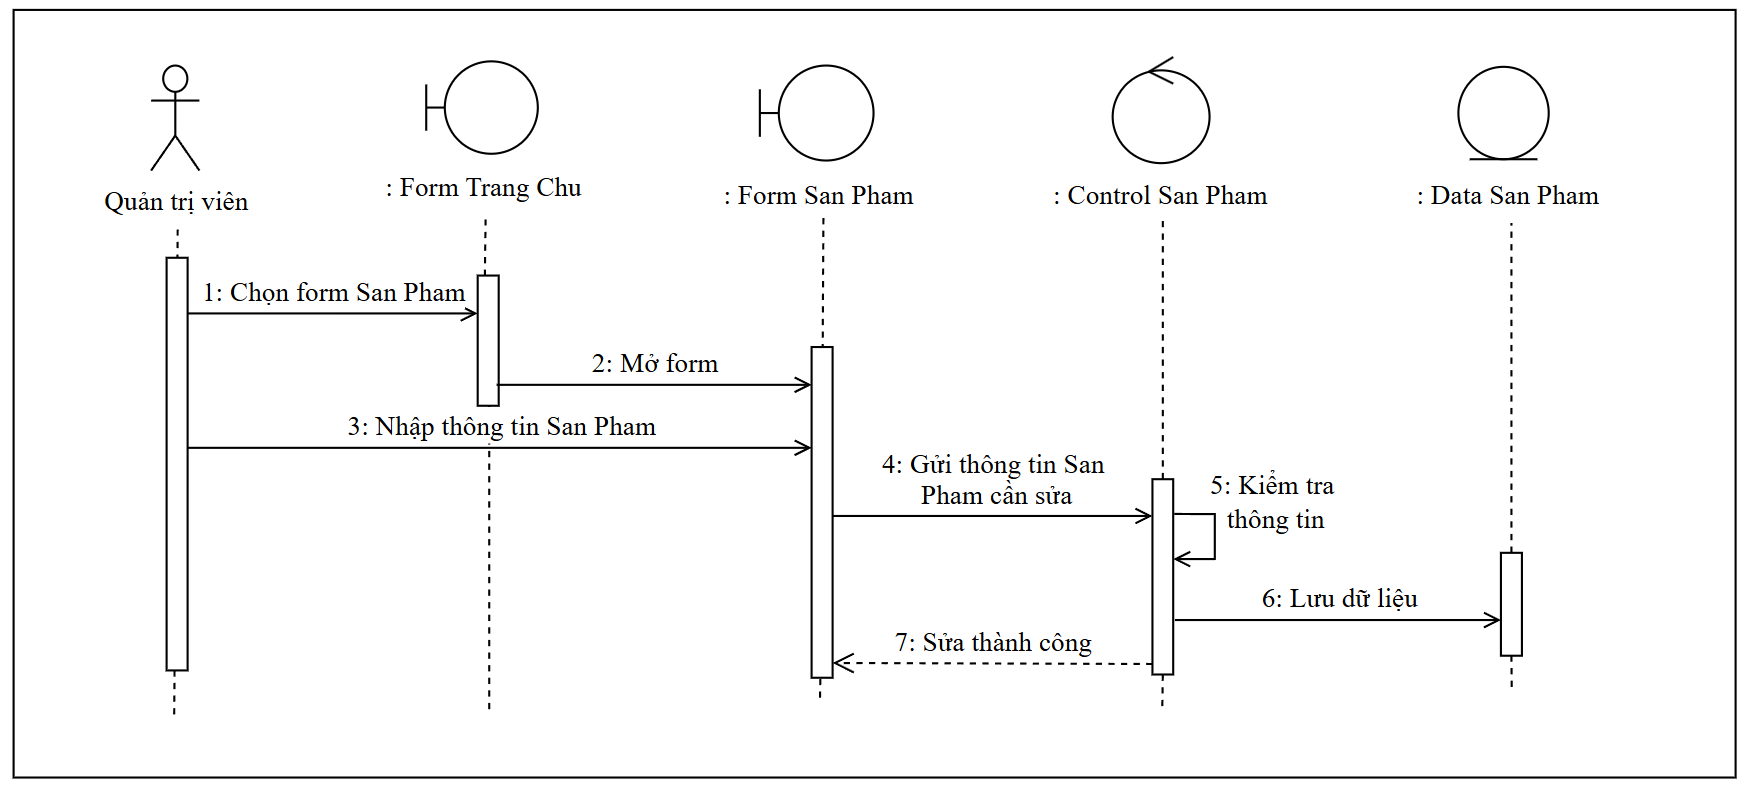 Quản trị viên
: Form Trang Chu
: Form San Pham
: Control San Pham
: Data San Pham
1: Chọn form San Pham
2: Mở form
3: Nhập thông tin San Pham
4: Gửi thông tin San
Pham cần sửa
5: Kiểm tra
thông tin
6: Lưu dữ liệu
7: Sửa thành công